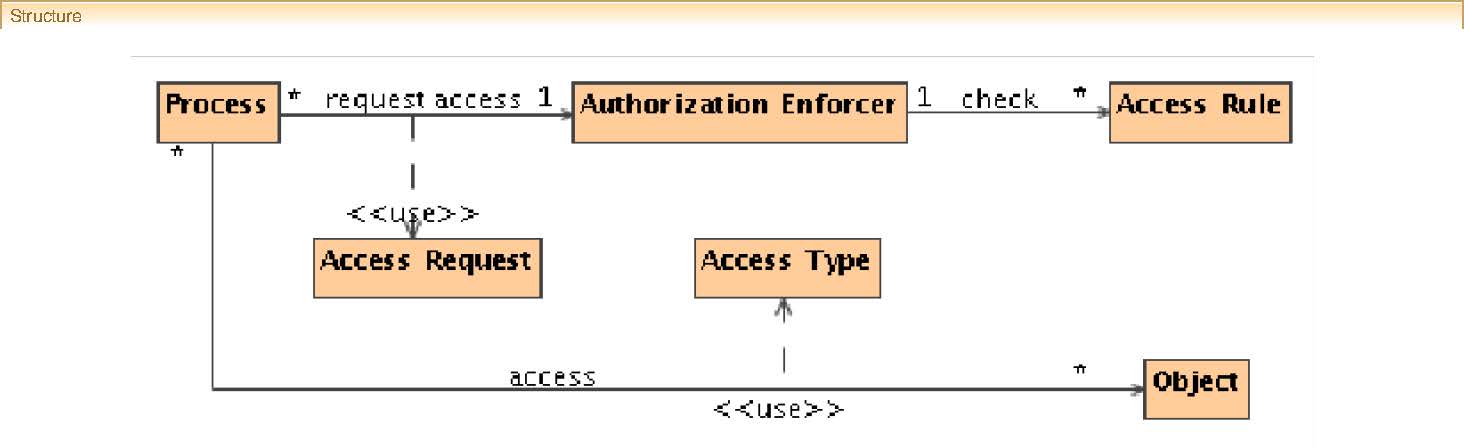 Structure
Process * request access 1 Authorization Enforcer 1 check * Access Rule
*
<<use>>
Access Request Access Type
access *
Object
<<use>>